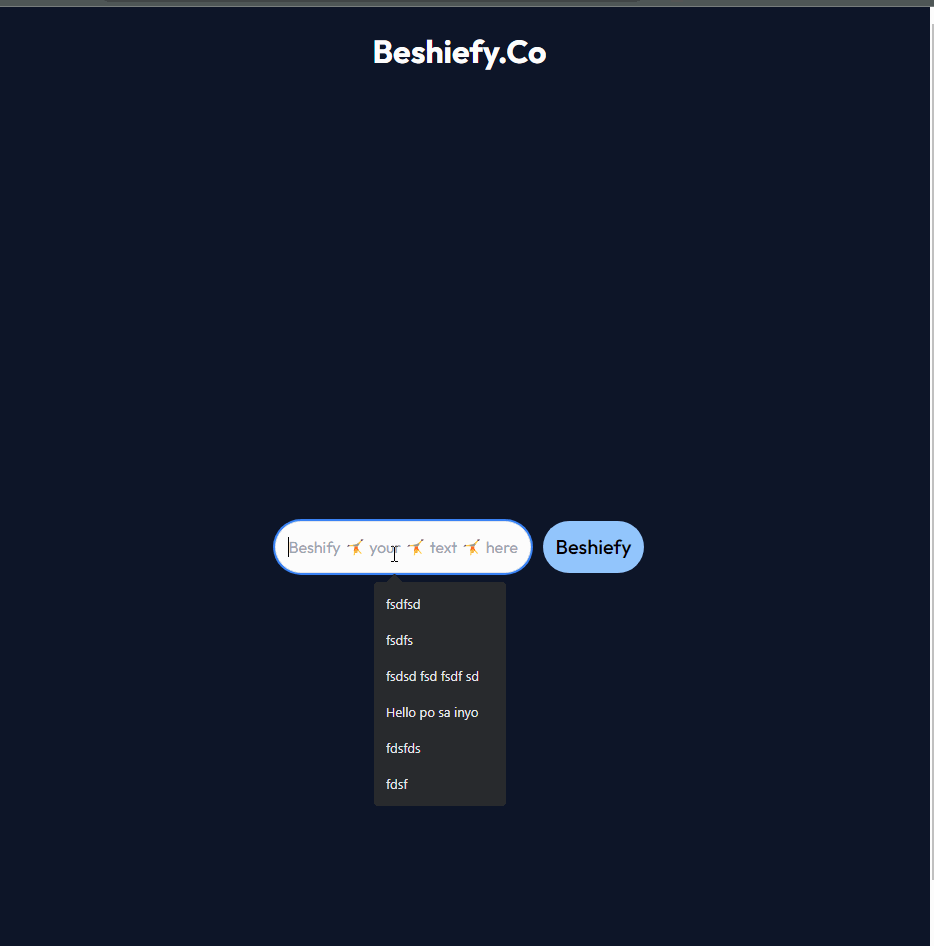 Beshiefy.Co
Beshify 🤸 your 🤸 text 🤸 here
Beshiefy
fsdfsd
fsdfs
fsdsd fsd fsdf sd
Hello po sa inyo
fdsfds
fdsf